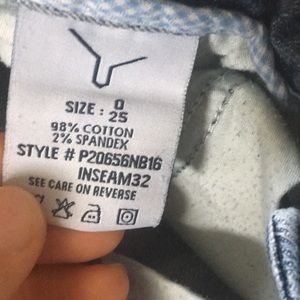 SIZE : 0
25
98% COTTON
2% SPANDEX
STYLE # P20656NB16
INSEAM32
SEE CARE ON REVERSE